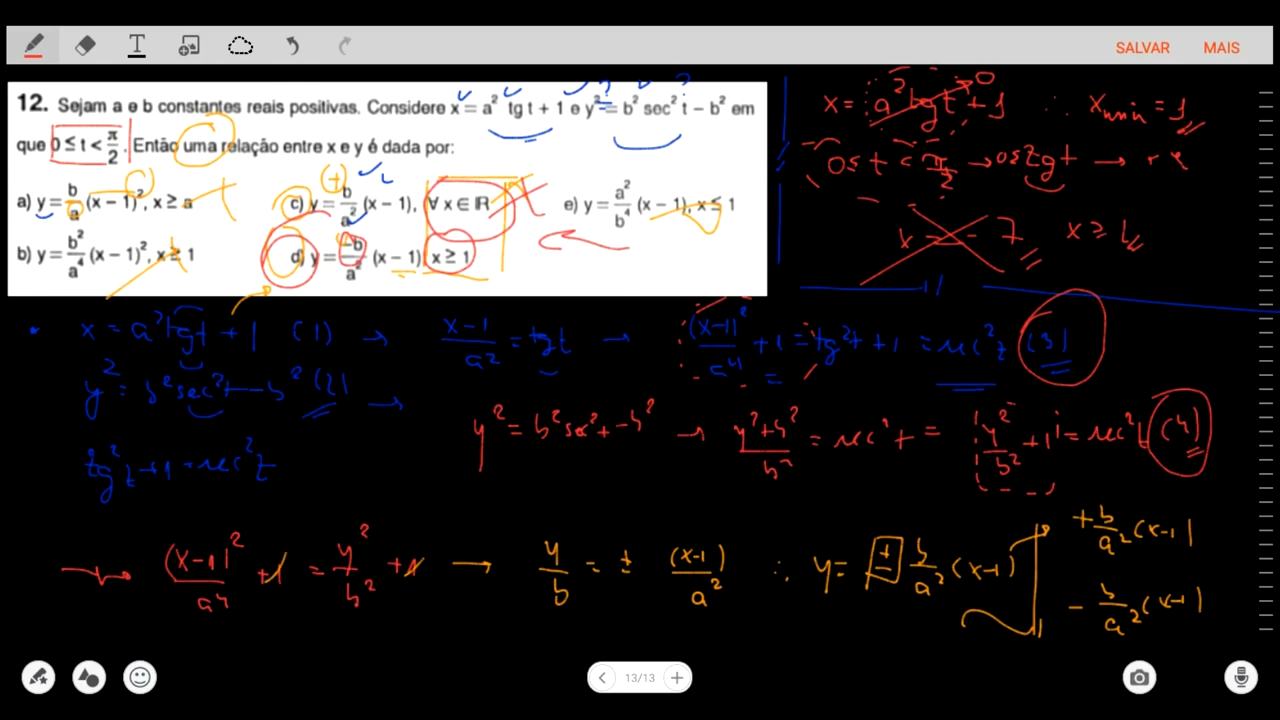 SALVAR MAIS
12. Sejam a e b constantes reais positivas. Considere x = a² tg t + 1 e y² = b² sec² t − b² em
que 0 ≤ t < π/2. Então uma relação entre x e y é dada por:
a) y = b/a (x − 1)², x ≥ a
b) y = b²/a⁴ (x − 1)², x ≥ 1
c) y = b/a² (x − 1), ∀ x ∈ ℝ
d) y = −b/a² (x − 1), x ≥ 1
e) y = a²/b⁴ (x − 1), x ≤ 1
x = a² tg t + 1 ∴ x min = 1
0 ≤ t < π/2 → 0 ≤ tg t →
x ≥ 1
x = a² tg t + 1 (1) → x-1/a² = tg t → (x-1)²/a⁴ + 1 = tg² t + 1 = sec² t (3)
y² = b² sec² t - b² (2) →
y² = b² sec² t - b² → y² + b²/b² = sec² t = y²/b² + 1 = sec² t (4)
tg² t + 1 = sec² t
→ (x-1)²/a⁴ + 1 = y²/b² + 1 → y/b = ± (x-1)/a² ∴ y = ± b/a² (x-1)
+ b/a² (x-1)
- b/a² (x-1)
13/13